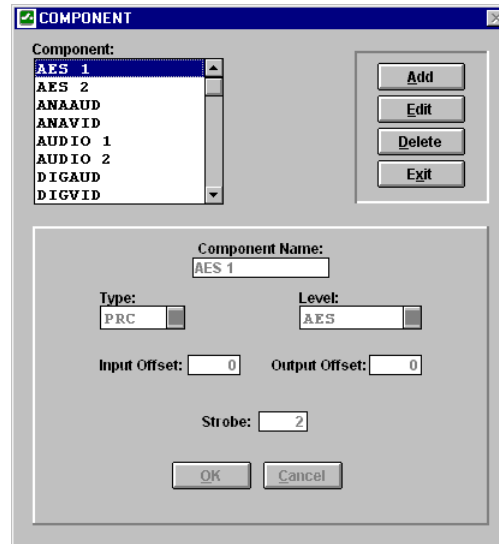 COMPONENT
Component:
AES 1
AES 2
ANAAUD
ANAVID
AUDIO 1
AUDIO 2
DIGAUD
DIGVID
Add
Edit
Delete
Exit
Component Name:
AES 1
Type: Level:
PRC AES
Input Offset: 0 Output Offset: 0
Strobe: 2
OK Cancel